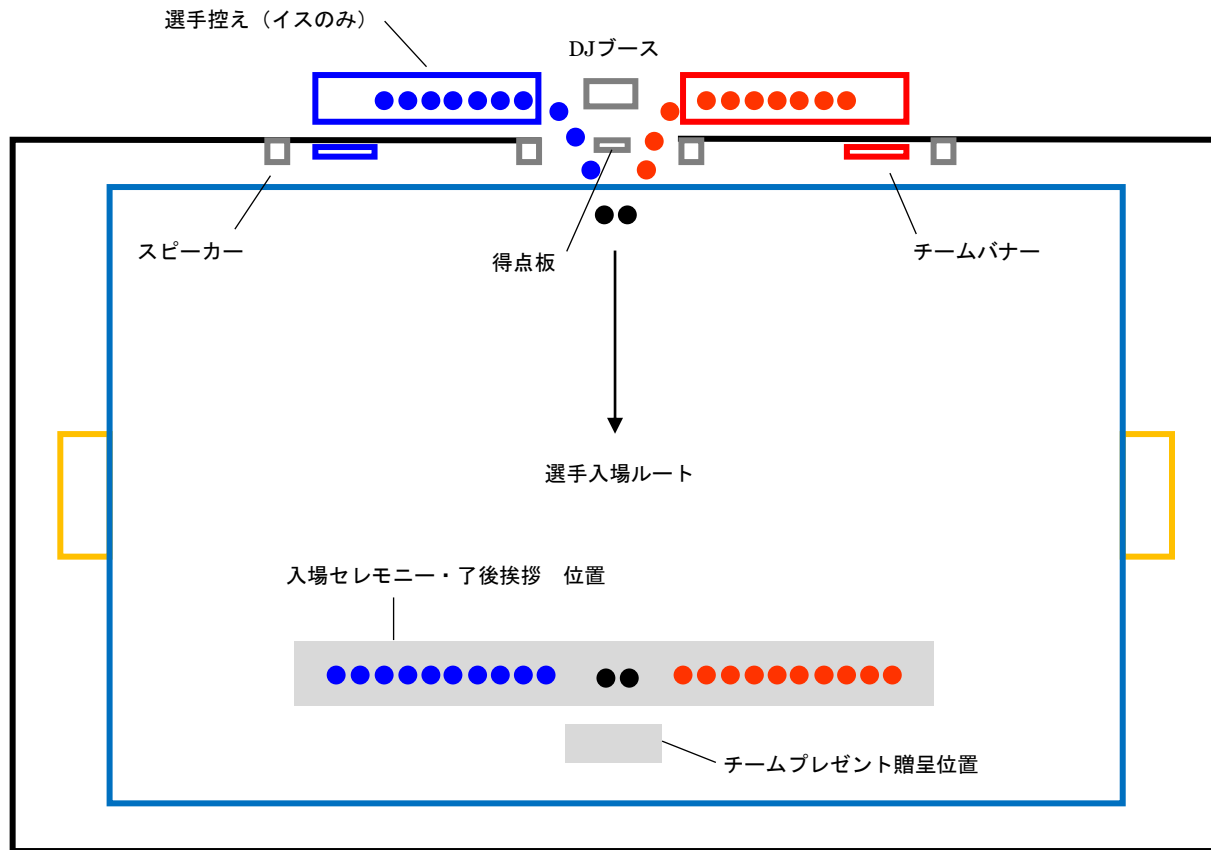 選手控え（イスのみ）
DJブース
スピーカー
得点板
チームバナー
選手入場ルート
入場セレモニー・了後挨拶　位置
チームプレゼント贈呈位置